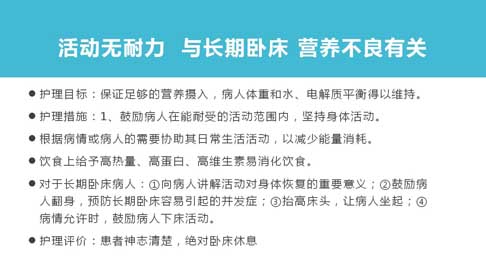 活动无耐力  与长期卧床 营养不良有关
●护理目标：保证足够的营养摄入，病人体重和水、电解质平衡得以维持。
●护理措施：1、鼓励病人在能耐受的活动范围内，坚持身体活动。
●根据病情或病人的需要协助其日常生活活动，以减少能量消耗。
●饮食上给予高热量、高蛋白、高维生素易消化饮食。
●对于长期卧床病人：①向病人讲解活动对身体恢复的重要意义；②鼓励病
人翻身，预防长期卧床容易引起的并发症；③抬高床头，让病人坐起；④
病情允许时，鼓励病人下床活动。
●护理评价：患者神志清楚，绝对卧床休息